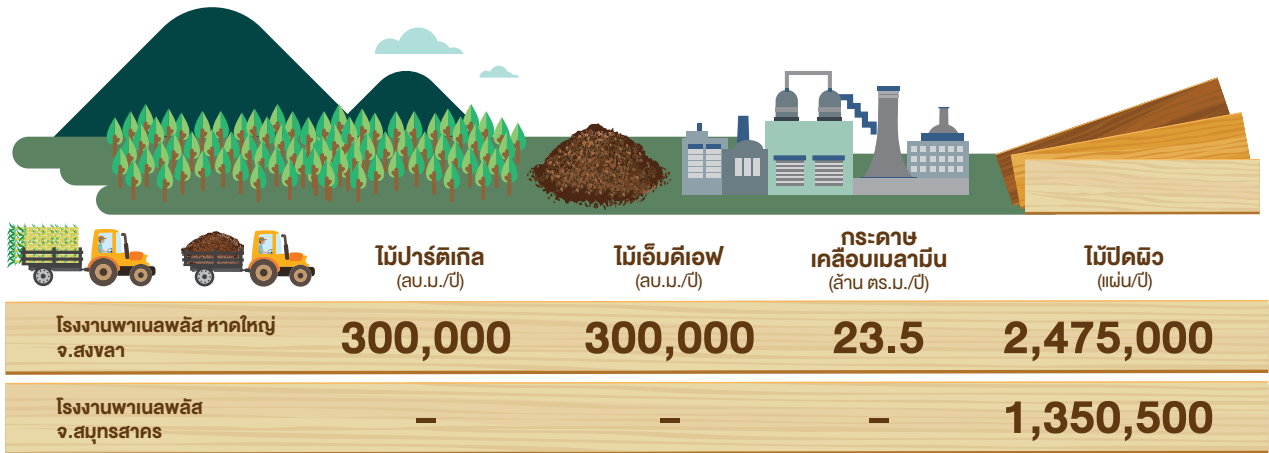 ไม้ปาร์ติเกิล
(ลบ.ม./ปี)
ไม้เอ็มดีเอฟ
(ลบ.ม./ปี)
กระดาษ
เคลือบเมลามีน
(ล้าน ตร.ม./ปี)
ไม้ปิดผิว
(แผ่น/ปี)
โรงงานพาเนลพลัส หาดใหญ่
จ.สงขลา
300,000
300,000
23.5
2,475,000
โรงงานพาเนลพลัส
จ.สมุทรสาคร
–
–
–
1,350,500